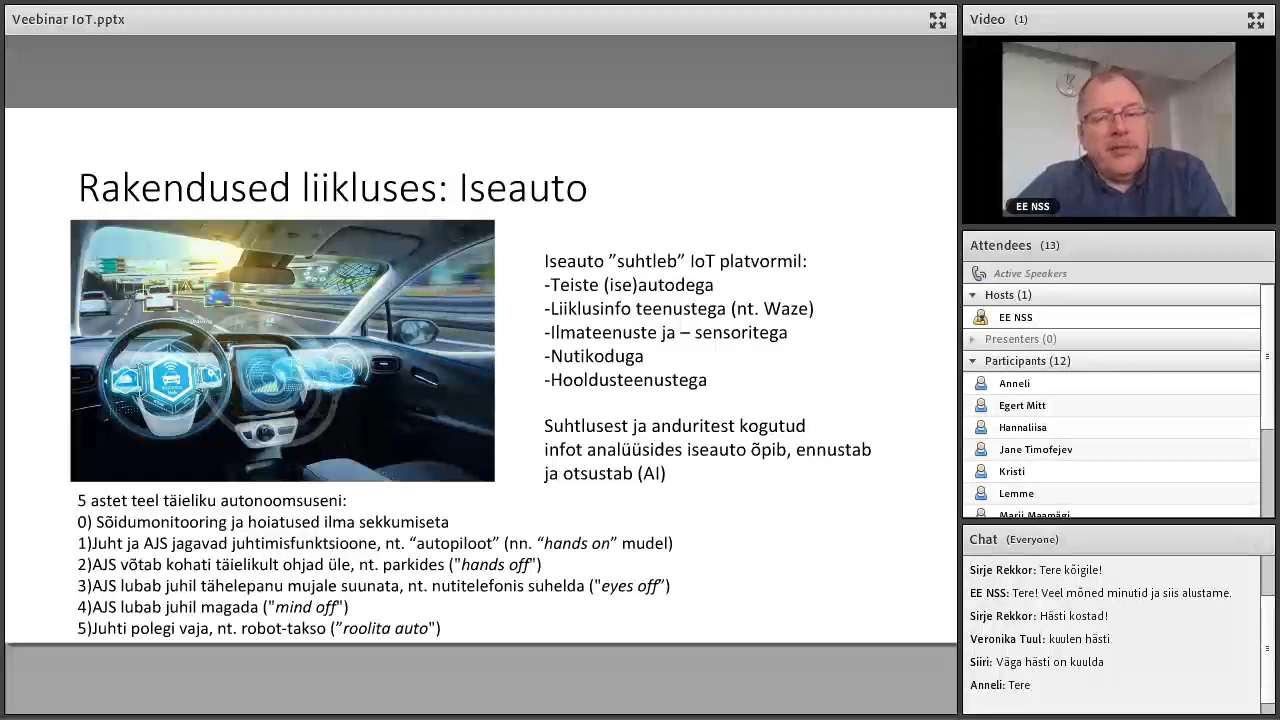 Veebinar IoT.pptx
Rakendused liikluses: Iseauto
Iseauto ”suhtleb” IoT platvormil:
-Teiste (ise)autodega
-Liiklusinfo teenustega (nt. Waze)
-Ilmateenuste ja – sensoritega
-Nutikoduga
-Hooldusteenustega
Suhtlusest ja anduritest kogutud
infot analüüsides iseauto õpib, ennustab
ja otsustab (AI)
5 astet teel täieliku autonoomsuseni:
0) Sõidumonitooring ja hoiatused ilma sekkumiseta
1)Juht ja AJS jagavad juhtimisfunktsioone, nt. “autopiloot” (nn. “hands on” mudel)
2)AJS võtab kohati täielikult ohjad üle, nt. parkides ("hands off")
3)AJS lubab juhil tähelepanu mujale suunata, nt. nutitelefonis suhelda ("eyes off”)
4)AJS lubab juhil magada ("mind off")
5)Juhti polegi vaja, nt. robot-takso (”roolita auto")
Video (1)
EE NSS
Attendees (13)
Active Speakers
Hosts (1)
EE NSS
Presenters (0)
Participants (12)
Anneli
Egert Mitt
Hannaliisa
Jane Timofejev
Kristi
Lemme
Marii Maamägi
Chat (Everyone)
Sirje Rekkor: Tere kõigile!
EE NSS: Tere! Veel mõned minutid ja siis alustame.
Sirje Rekkor: Hästi kostad!
Veronika Tuul: kuulen hästi
Siiri: Väga hästi on kuulda
Anneli: Tere